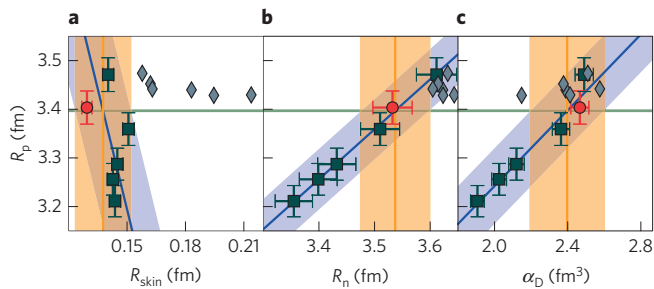 a b c
3.5
3.4
3.3
3.2
R_p (fm)
0.15 0.18 0.21 3.4 3.5 3.6 2.0 2.4 2.8
R_skin (fm) R_n (fm) α_D (fm³)